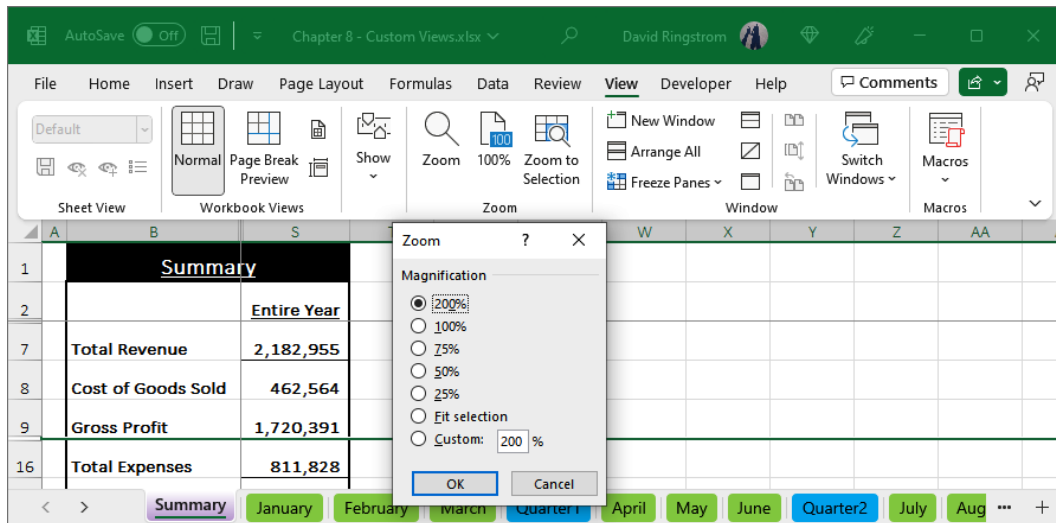 AutoSave Off Chapter 8 - Custom Views.xlsx David Ringstrom
File Home Insert Draw Page Layout Formulas Data Review View Developer Help Comments
Default
Normal
Page Break
Preview
Show
Zoom
100
100%
Zoom to
Selection
New Window
Arrange All
Freeze Panes
Switch
Windows
Macros
Sheet View Workbook Views Zoom Window Macros
A B S W X Y Z AA
1 Summary
2 Entire Year
7 Total Revenue 2,182,955
8 Cost of Goods Sold 462,564
9 Gross Profit 1,720,391
16 Total Expenses 811,828
Zoom ? X
Magnification
200%
100%
75%
50%
25%
Fit selection
Custom: 200 %
OK Cancel
Summary January February March Quarter1 April May June Quarter2 July Aug ... +